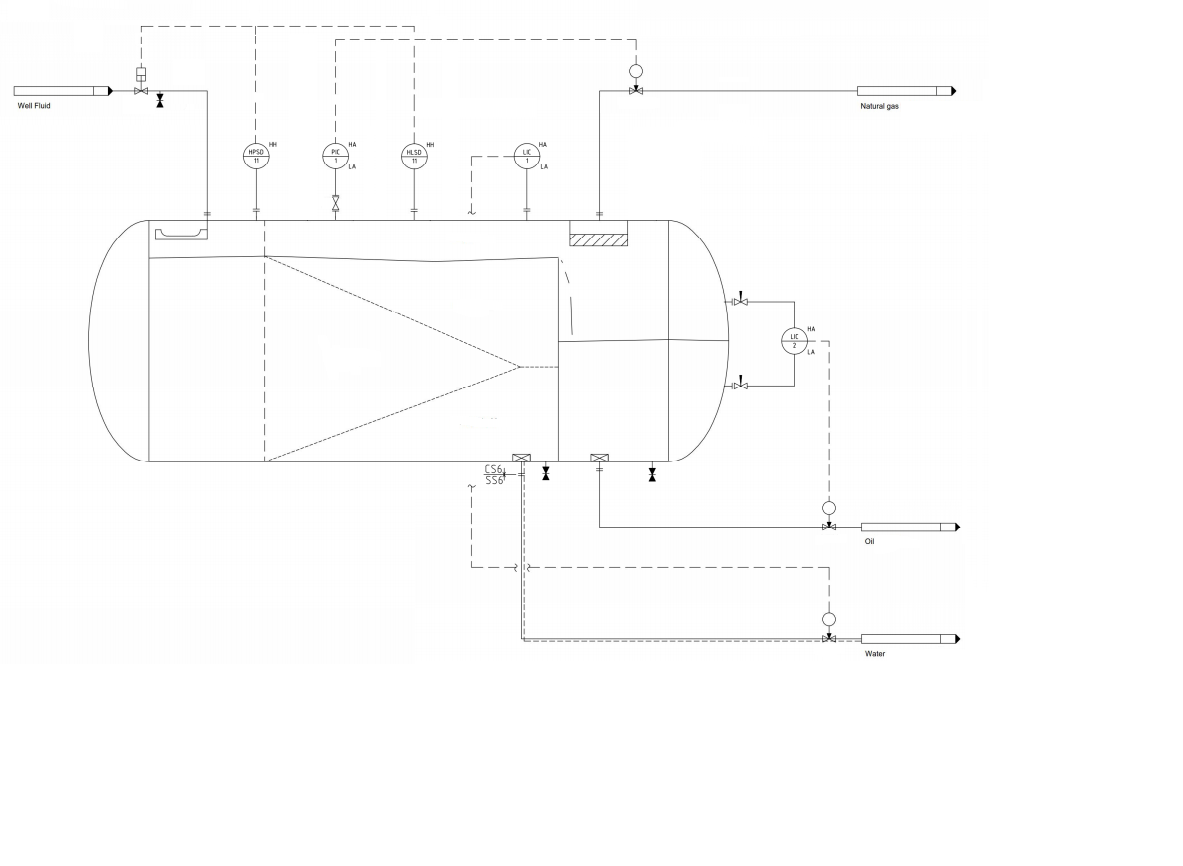 Well Fluid
Natural gas
HPSD
11
HH
PIC
1
HA
LA
HLSD
11
HH
LIC
1
HA
LA
LIC
2
HA
LA
CS6
SS6
Oil
Water